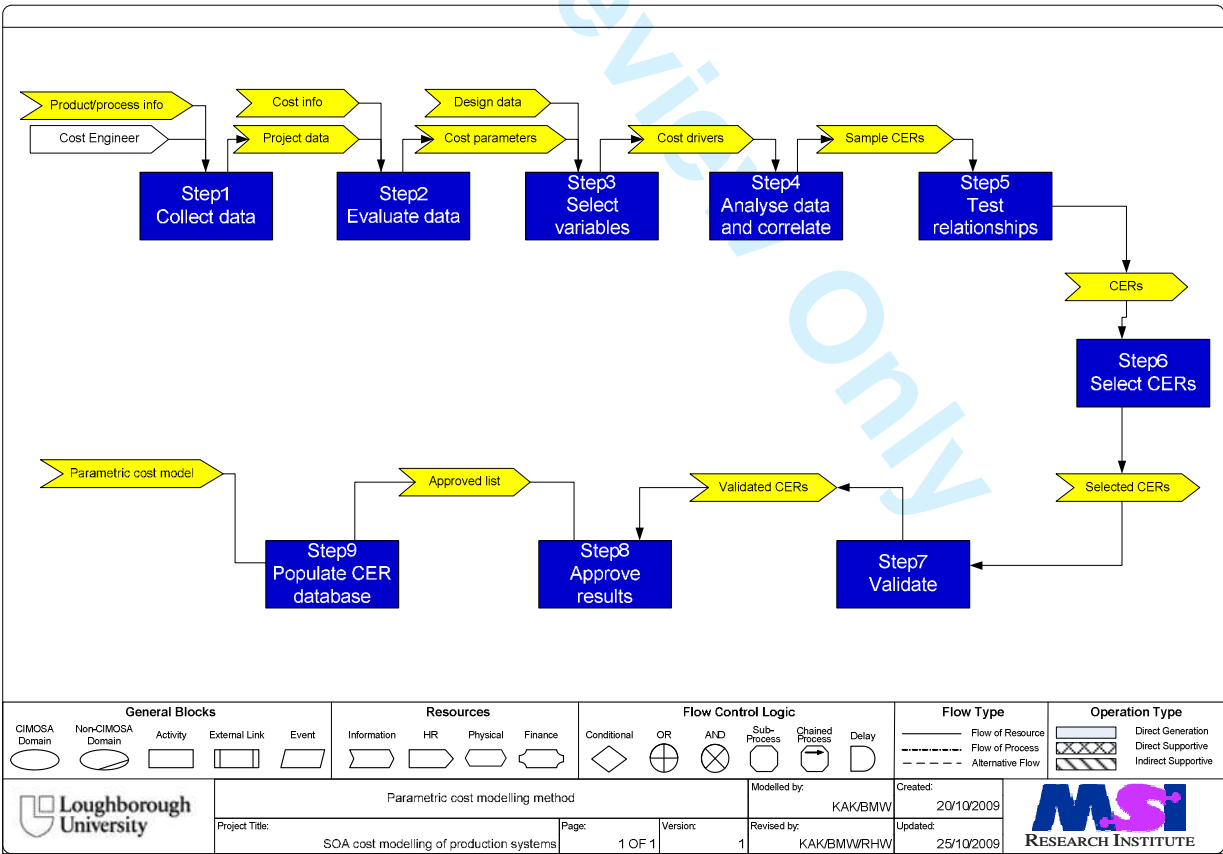 eview Only
Product/process info
Cost Engineer
Step1
Collect data
Project data
Cost info
Step2
Evaluate data
Cost parameters
Design data
Step3
Select
variables
Cost drivers
Step4
Analyse data
and correlate
Sample CERs
Step5
Test
relationships
CERs
Step6
Select CERs
Selected CERs
Step7
Validate
Validated CERs
Step8
Approve
results
Approved list
Step9
Populate CER
database
Parametric cost model
General Blocks
CIMOSA
Domain
Non-CIMOSA
Domain
Activity
External Link
Event
Resources
Information
HR
Physical
Finance
Flow Control Logic
Conditional
OR
AND
Sub-
Process
Chained
Process
Delay
Flow Type
Flow of Resource
Flow of Process
Alternative Flow
Operation Type
Direct Generation
Direct Supportive
Indirect Supportive
Loughborough
University
Parametric cost modelling method
Project Title:
SOA cost modelling of production systems
Page:
1 OF 1
Version:
1
Modelled by:
KAK/BMW
Revised by:
KAK/BMW/RHW
Created:
20/10/2009
Updated:
25/10/2009
MSI
RESEARCH INSTITUTE